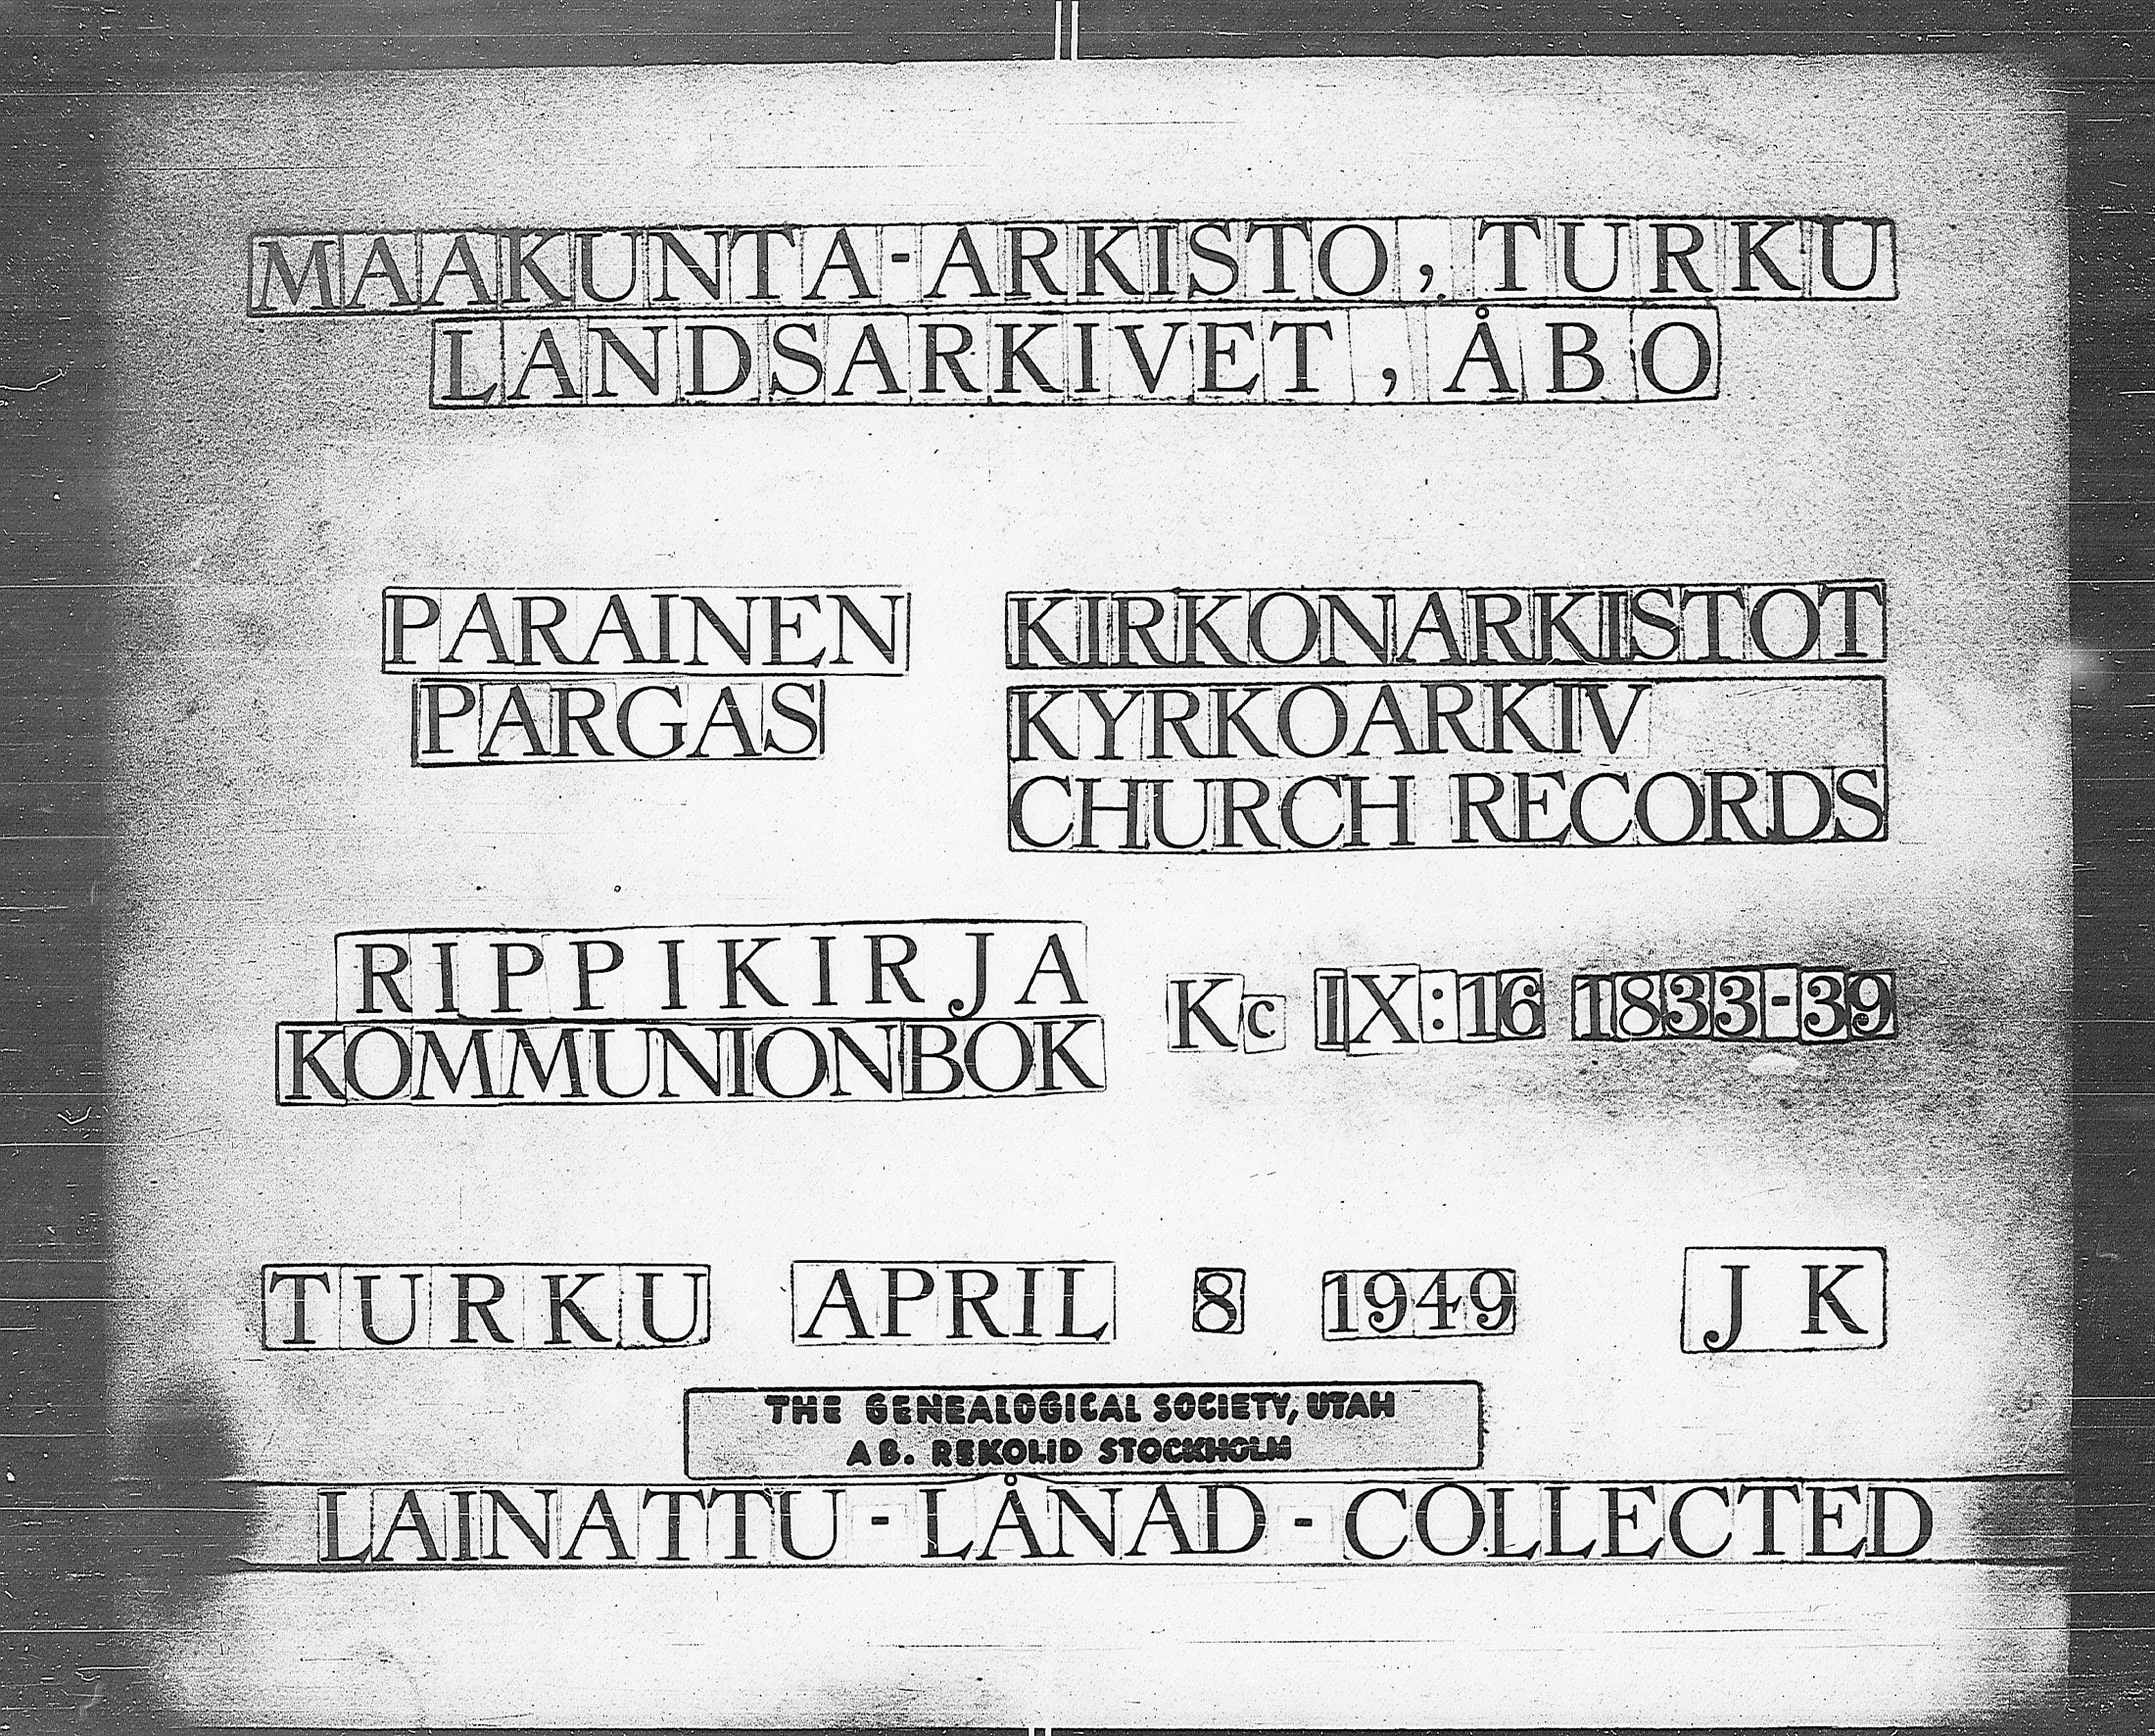 MAAKUNTA-ARKISTO, TURKU
LANDSARKIVET, ÅBO
PARAINEN
PARGAS
KIRKONARKISTOT
KYRKOARKIV
CHURCH RECORDS
RIPPIKIRJA
KOMMUNIONBOK
Kc IX:16 1833-39
TURKU APRIL 8 1949 J K
THE GENEALOGICAL SOCIETY, UTAH
AB. REKOLID STOCKHOLM
LAINATTU - LÅNAD - COLLECTED